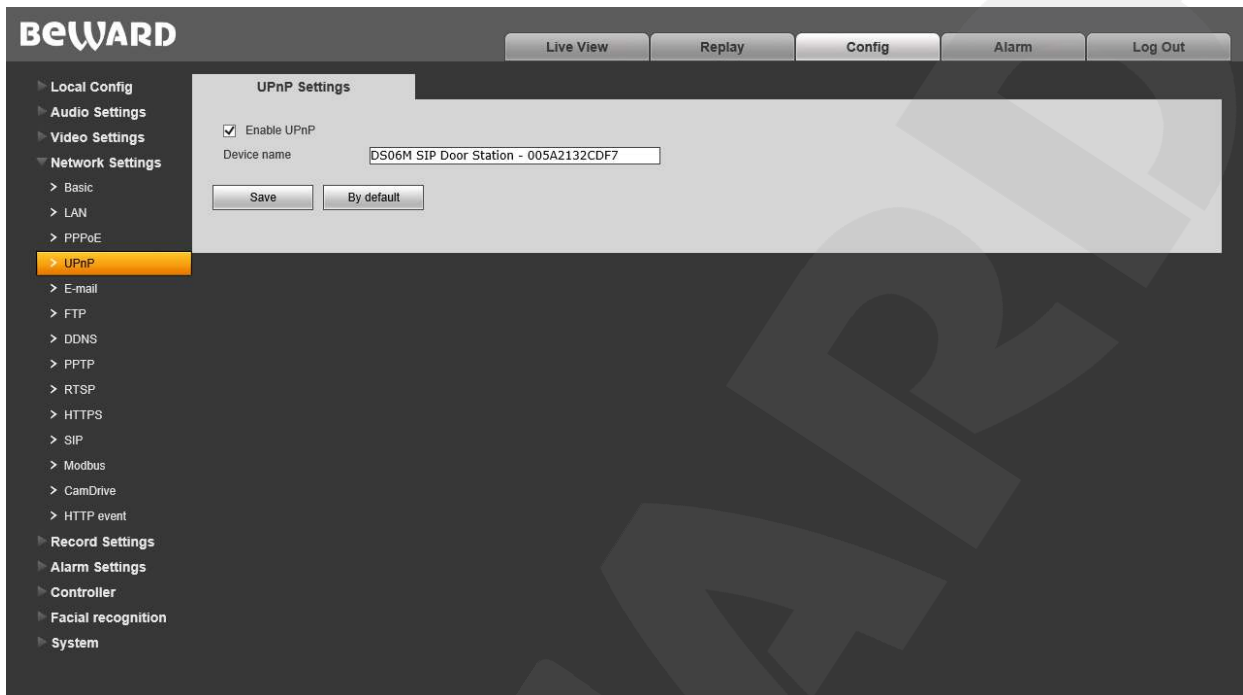 BEWARD
Live View
Replay
Config
Alarm
Log Out
Local Config
Audio Settings
Video Settings
Network Settings
> Basic
> LAN
> PPPoE
> UPnP
> E-mail
> FTP
> DDNS
> PPTP
> RTSP
> HTTPS
> SIP
> Modbus
> CamDrive
> HTTP event
Record Settings
Alarm Settings
Controller
Facial recognition
System
UPnP Settings
Enable UPnP
Device name DS06M SIP Door Station - 005A2132CDF7
Save By default